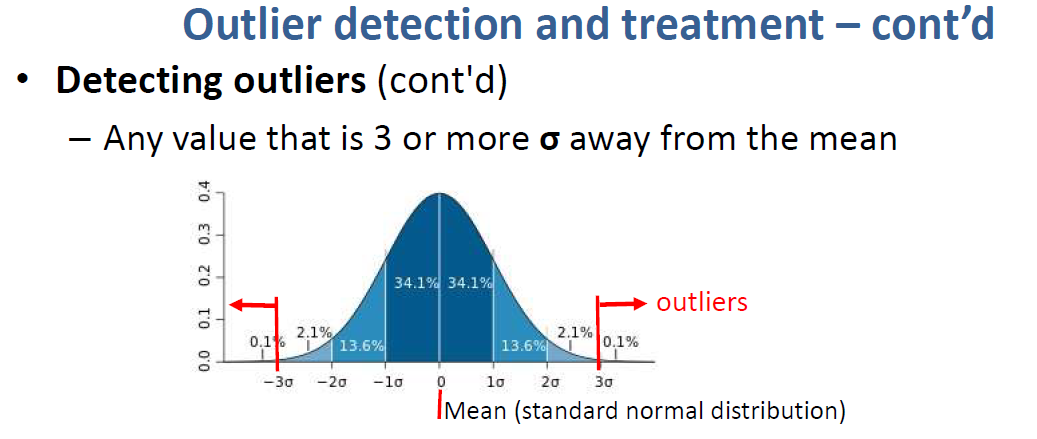 Outlier detection and treatment – cont’d
• Detecting outliers (cont'd)
– Any value that is 3 or more σ away from the mean
0.4
0.3
0.2
0.1
0.0
34.1% 34.1%
outliers
0.1% 2.1% 13.6% 13.6% 2.1% 0.1%
−3σ −2σ −1σ 0 1σ 2σ 3σ
Mean (standard normal distribution)